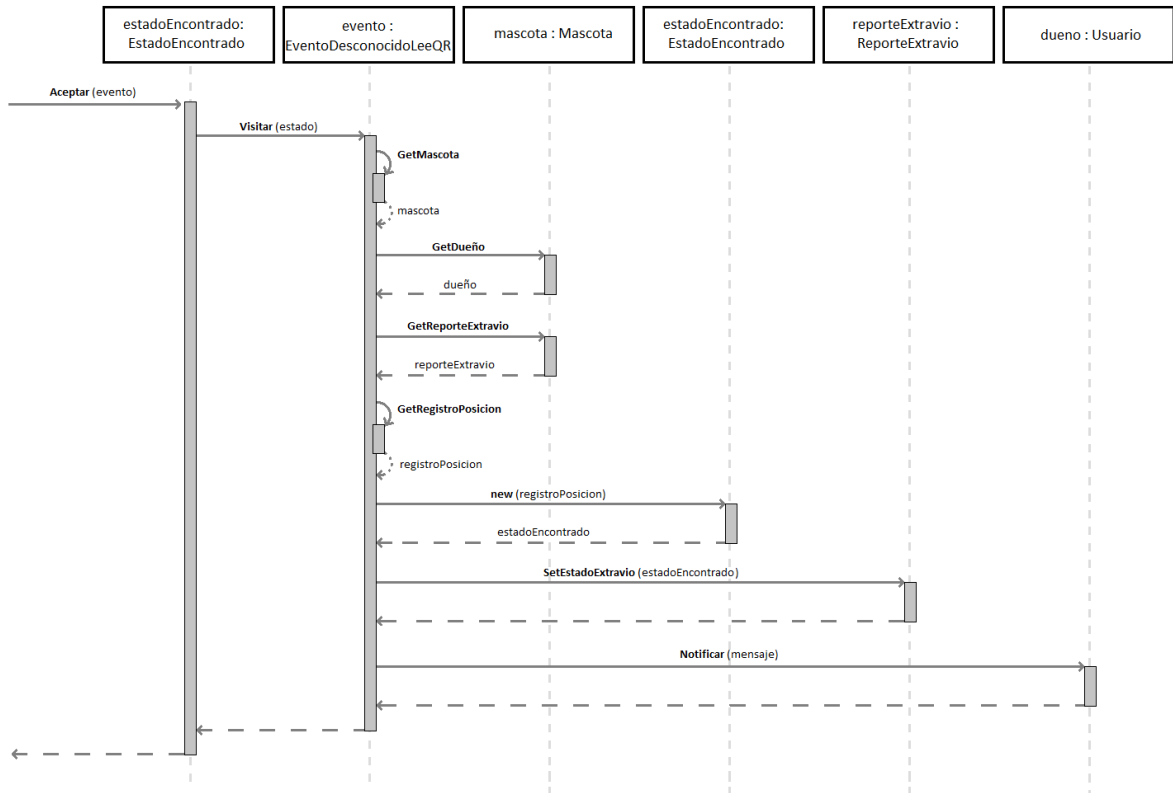 estadoEncontrado:
EstadoEncontrado
evento :
EventoDesconocidoLeeQR
mascota : Mascota
estadoEncontrado:
EstadoEncontrado
reporteExtravio :
ReporteExtravio
dueno : Usuario
Aceptar (evento)
Visitar (estado)
GetMascota
mascota
GetDueño
dueño
GetReporteExtravio
reporteExtravio
GetRegistroPosicion
registroPosicion
new (registroPosicion)
estadoEncontrado
SetEstadoExtravio (estadoEncontrado)
Notificar (mensaje)